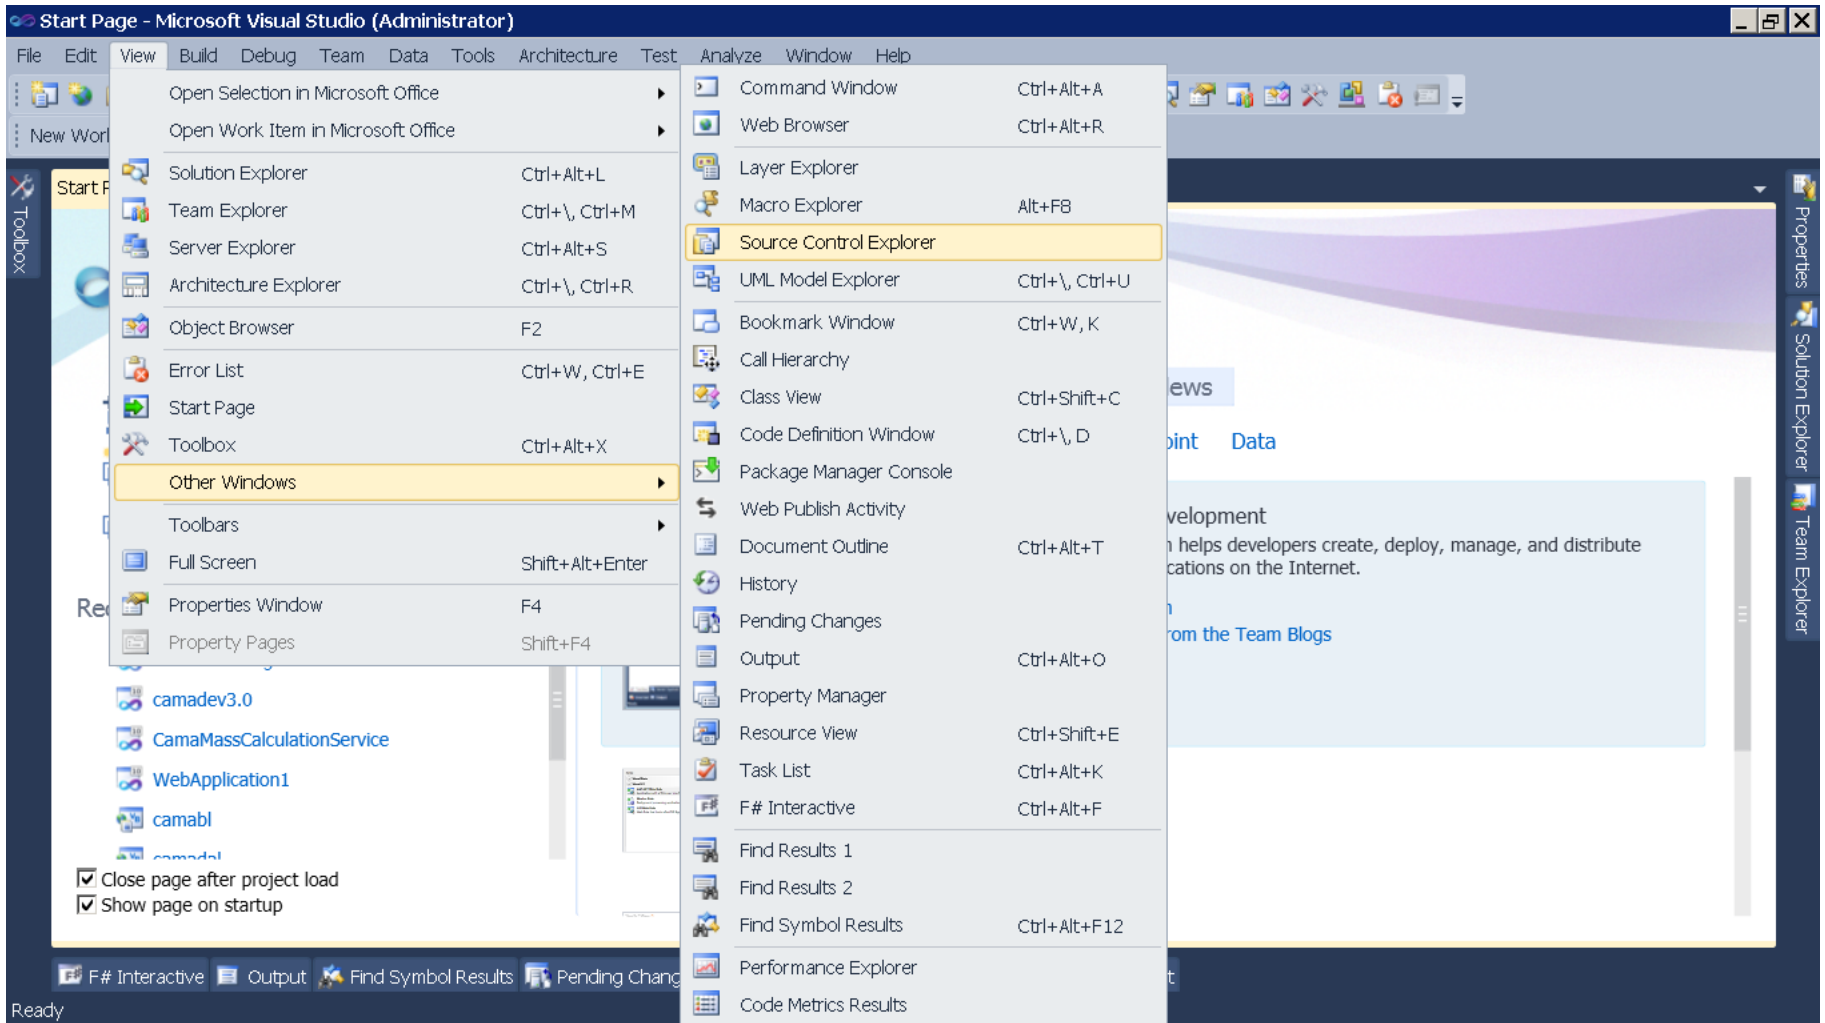 Start Page - Microsoft Visual Studio (Administrator)
File Edit View Build Debug Team Data Tools Architecture Test Analyze Window Help
New Worl
Toolbox
Start P
Open Selection in Microsoft Office
Open Work Item in Microsoft Office
Solution Explorer Ctrl+Alt+L
Team Explorer Ctrl+\, Ctrl+M
Server Explorer Ctrl+Alt+S
Architecture Explorer Ctrl+\, Ctrl+R
Object Browser F2
Error List Ctrl+W, Ctrl+E
Start Page
Toolbox Ctrl+Alt+X
Other Windows
Toolbars
Full Screen Shift+Alt+Enter
Properties Window F4
Property Pages Shift+F4
Command Window Ctrl+Alt+A
Web Browser Ctrl+Alt+R
Layer Explorer
Macro Explorer Alt+F8
Source Control Explorer
UML Model Explorer Ctrl+\, Ctrl+U
Bookmark Window Ctrl+W, K
Call Hierarchy
Class View Ctrl+Shift+C
Code Definition Window Ctrl+\, D
Package Manager Console
Web Publish Activity
Document Outline Ctrl+Alt+T
History
Pending Changes
Output Ctrl+Alt+O
Property Manager
Resource View Ctrl+Shift+E
Task List Ctrl+Alt+K
F# Interactive Ctrl+Alt+F
Find Results 1
Find Results 2
Find Symbol Results Ctrl+Alt+F12
Performance Explorer
Code Metrics Results
ews
oint Data
velopment
n helps developers create, deploy, manage, and distribute
cations on the Internet.
rom the Team Blogs
Properties
Solution Explorer
Team Explorer
Rec
camadev3.0
CamaMassCalculationService
WebApplication1
camabl
camadal
Close page after project load
Show page on startup
F# Interactive Output Find Symbol Results Pending Chang
t
Ready